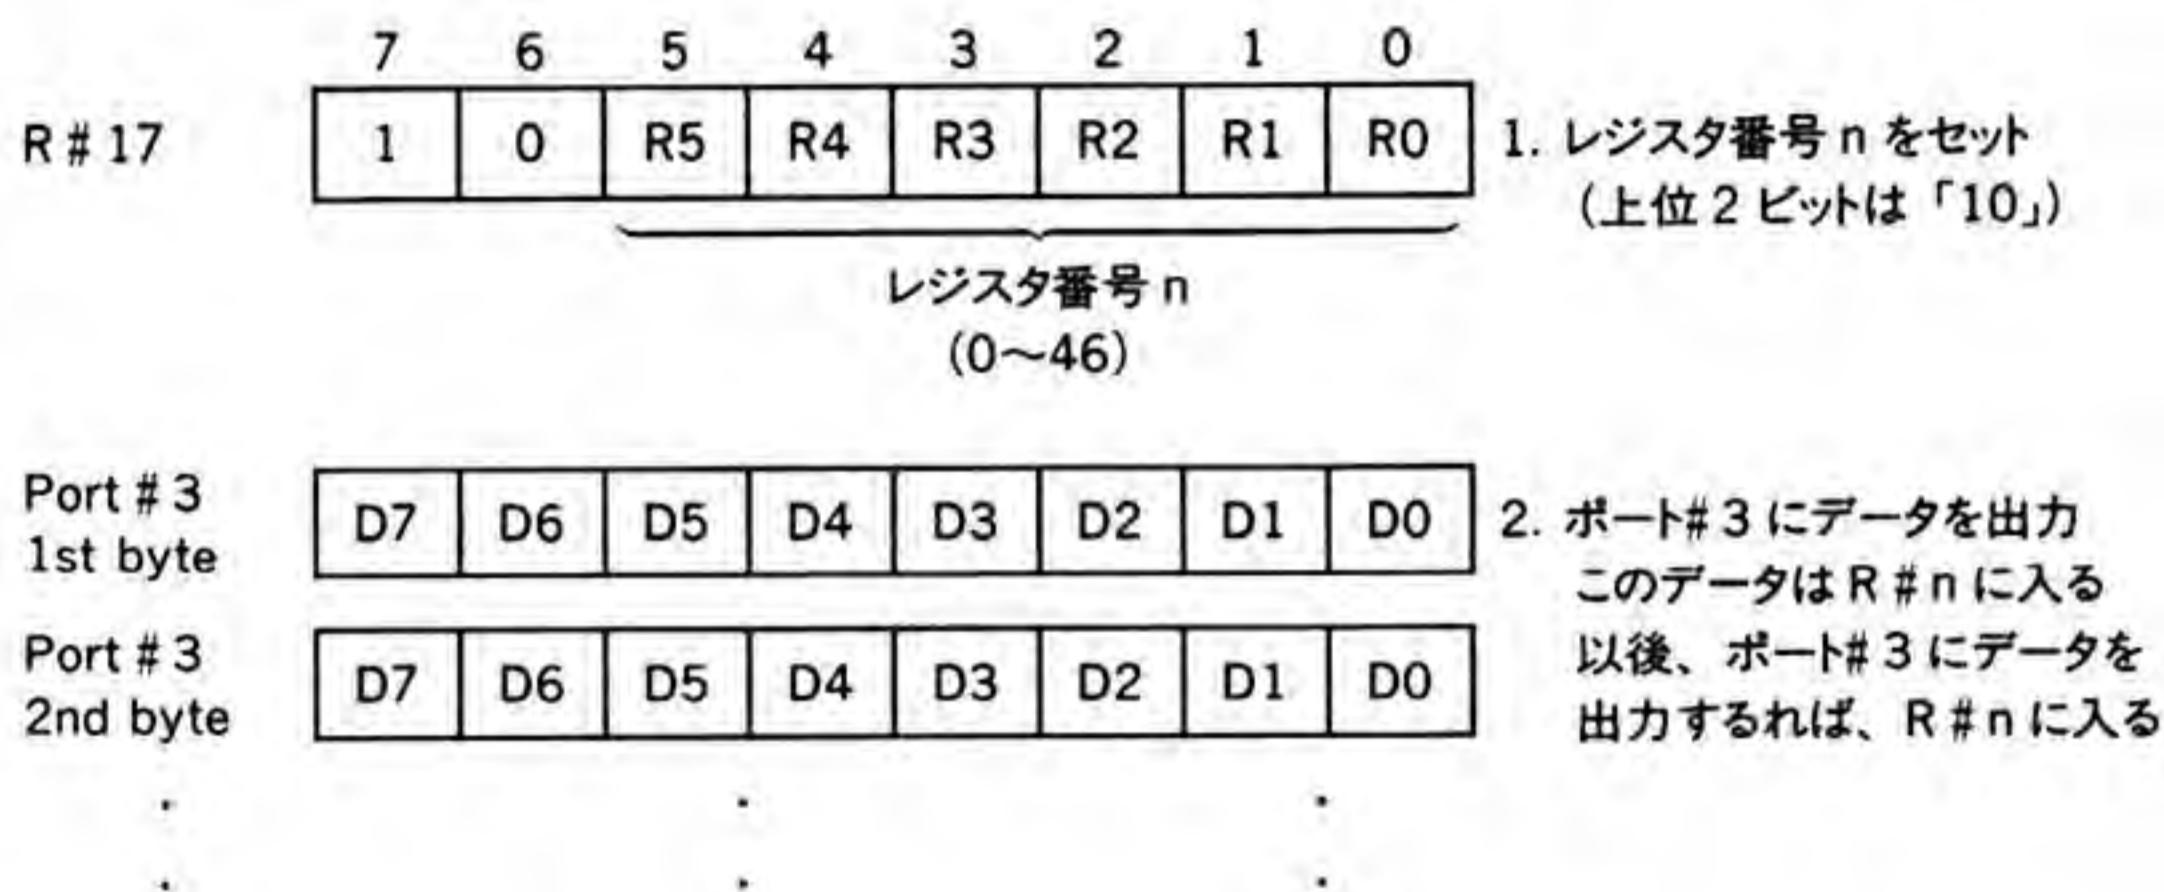 7 6 5 4 3 2 1 0
R#17 1 0 R5 R4 R3 R2 R1 R0 1. レジスタ番号 n をセット
(上位 2 ビットは「10」)
レジスタ番号 n
(0〜46)
Port #3
1st byte
D7 D6 D5 D4 D3 D2 D1 D0
2. ポート#3 にデータを出力
このデータは R #n に入る
以後、ポート#3 にデータを
出力するれば、R #n に入る
Port #3
2nd byte
D7 D6 D5 D4 D3 D2 D1 D0